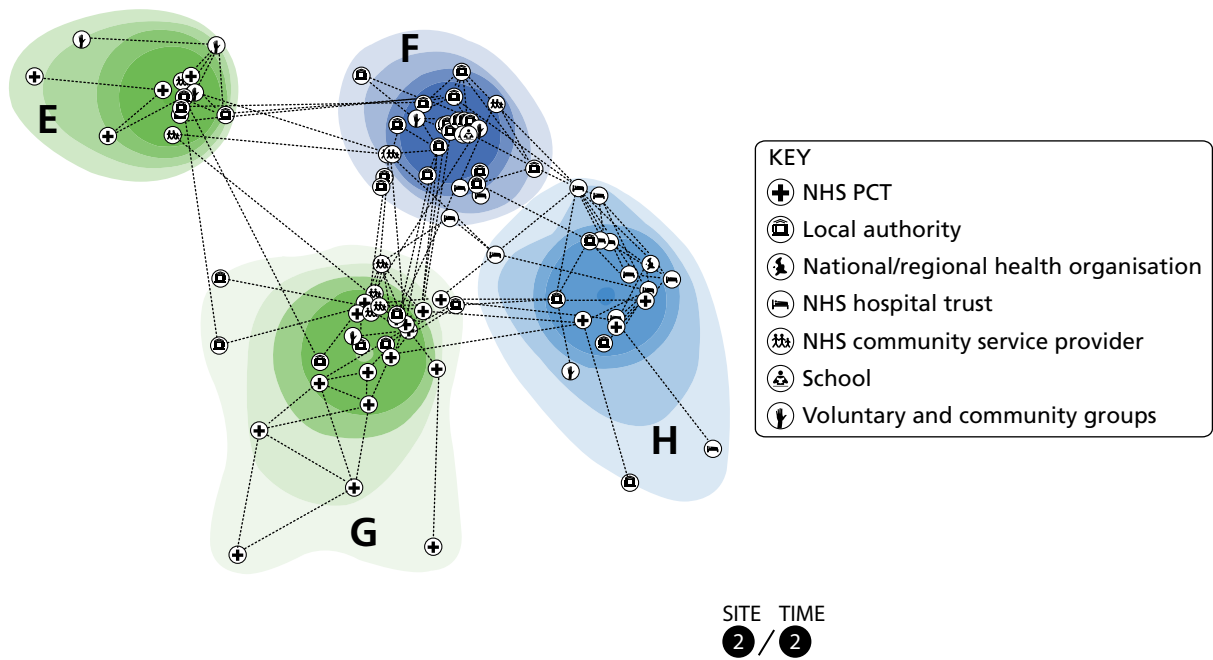 E
F
G
H
KEY
NHS PCT
Local authority
National/regional health organisation
NHS hospital trust
NHS community service provider
School
Voluntary and community groups
SITE TIME
2 / 2